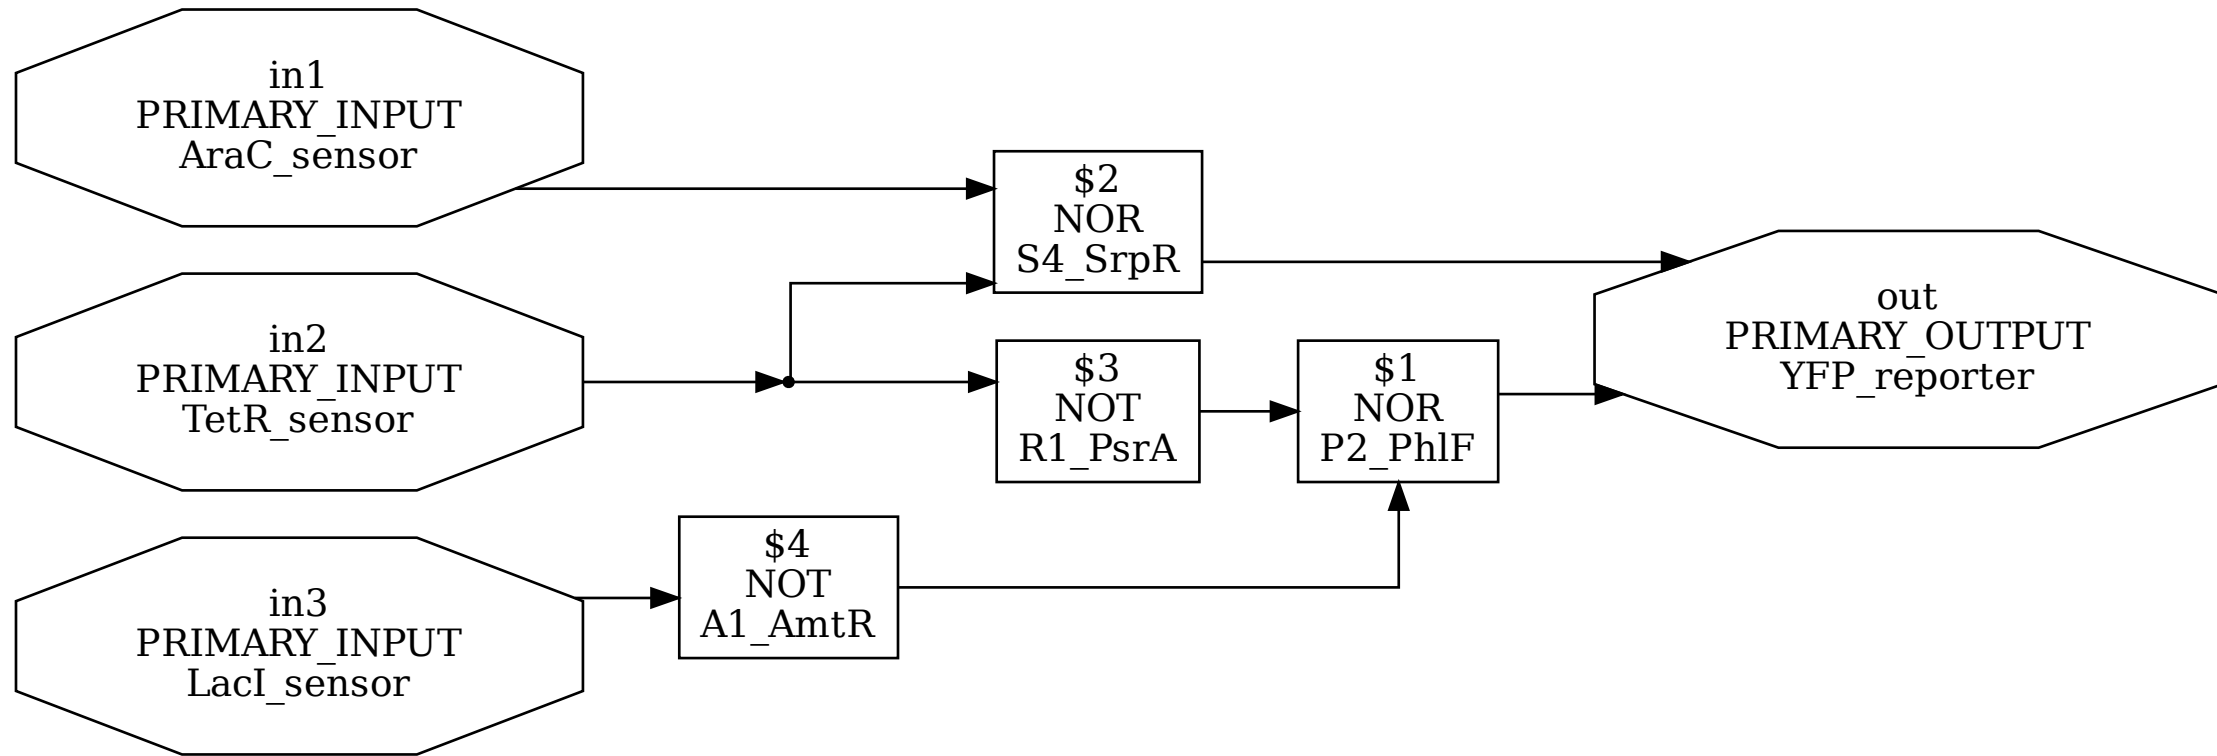 in1
PRIMARY_INPUT
AraC_sensor
in2
PRIMARY_INPUT
TetR_sensor
in3
PRIMARY_INPUT
LacI_sensor
$2
NOR
S4_SrpR
$3
NOT
R1_PsrA
$4
NOT
A1_AmtR
$1
NOR
P2_PhlF
out
PRIMARY_OUTPUT
YFP_reporter